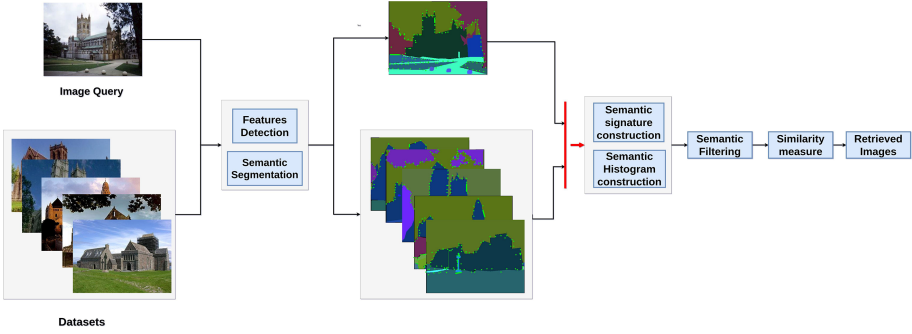 Image Query
Datasets
Features
Detection
Semantic
Segmentation
Semantic
signature
construction
Semantic
Histogram
construction
Semantic
Filtering
Similarity
measure
Retrieved
Images